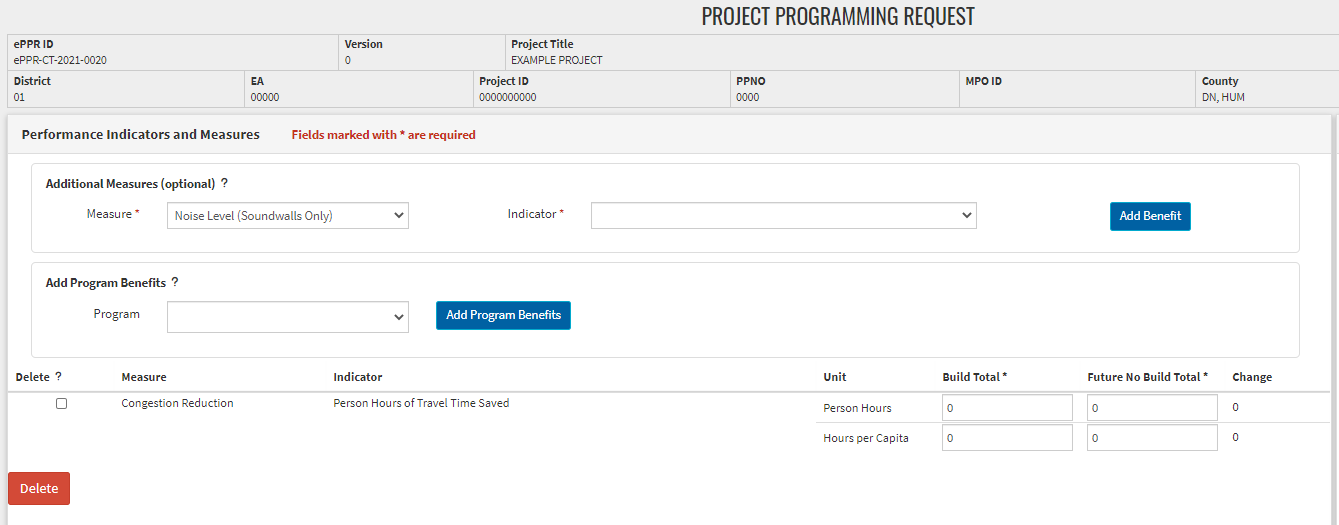 PROJECT PROGRAMMING REQUEST
ePPR ID Version Project Title
ePPR-CT-2021-0020 0 EXAMPLE PROJECT
District EA Project ID PPNO MPO ID County
01 00000 0000000000 0000 DN, HUM
Performance Indicators and Measures Fields marked with * are required
Additional Measures (optional) ?
Measure * Noise Level (Soundwalls Only) Indicator * Add Benefit
Add Program Benefits ?
Program Add Program Benefits
Delete ? Measure Indicator Unit Build Total * Future No Build Total * Change
Congestion Reduction Person Hours of Travel Time Saved Person Hours 0 0 0
Hours per Capita 0 0 0
Delete